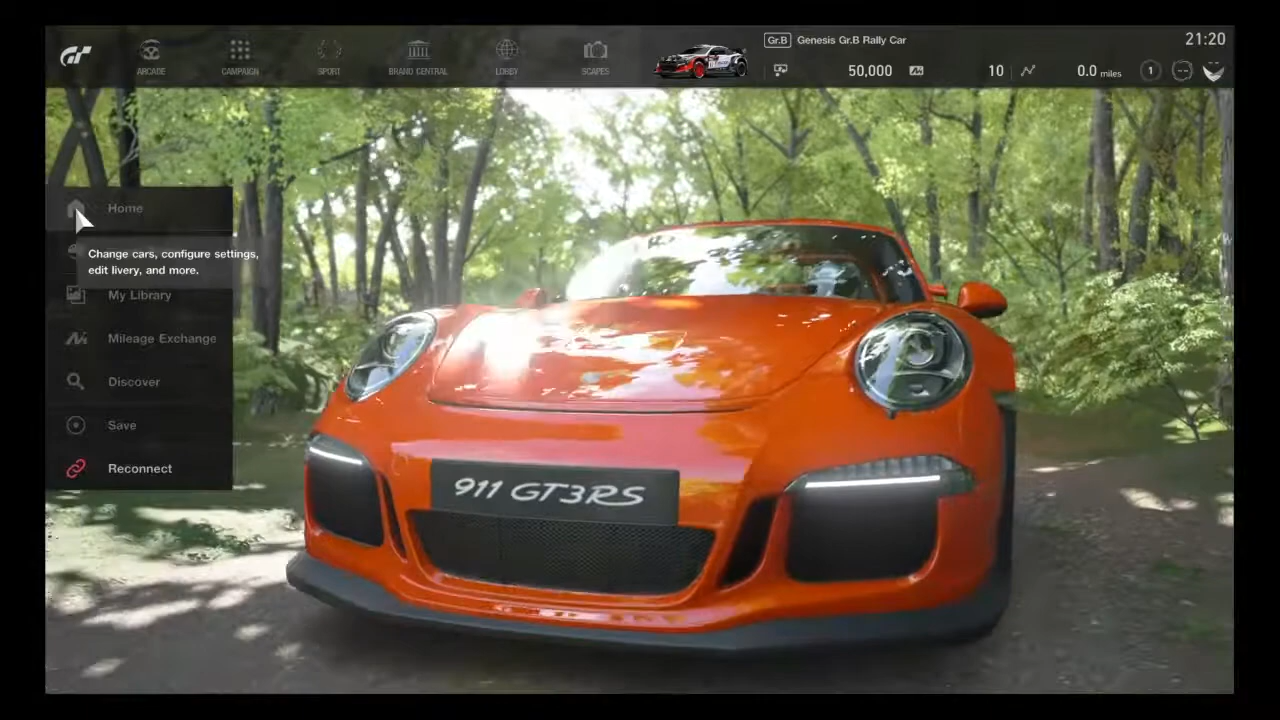 Gr.B Genesis Gr.B Rally Car
21:20
ARCADE CAMPAIGN SPORT BRAND CENTRAL LOBBY SCAPES
50,000 10 0.0 miles 1
Home
Change cars, configure settings,
edit livery, and more.
My Library
Mileage Exchange
Discover
Save
Reconnect
911 GT3RS